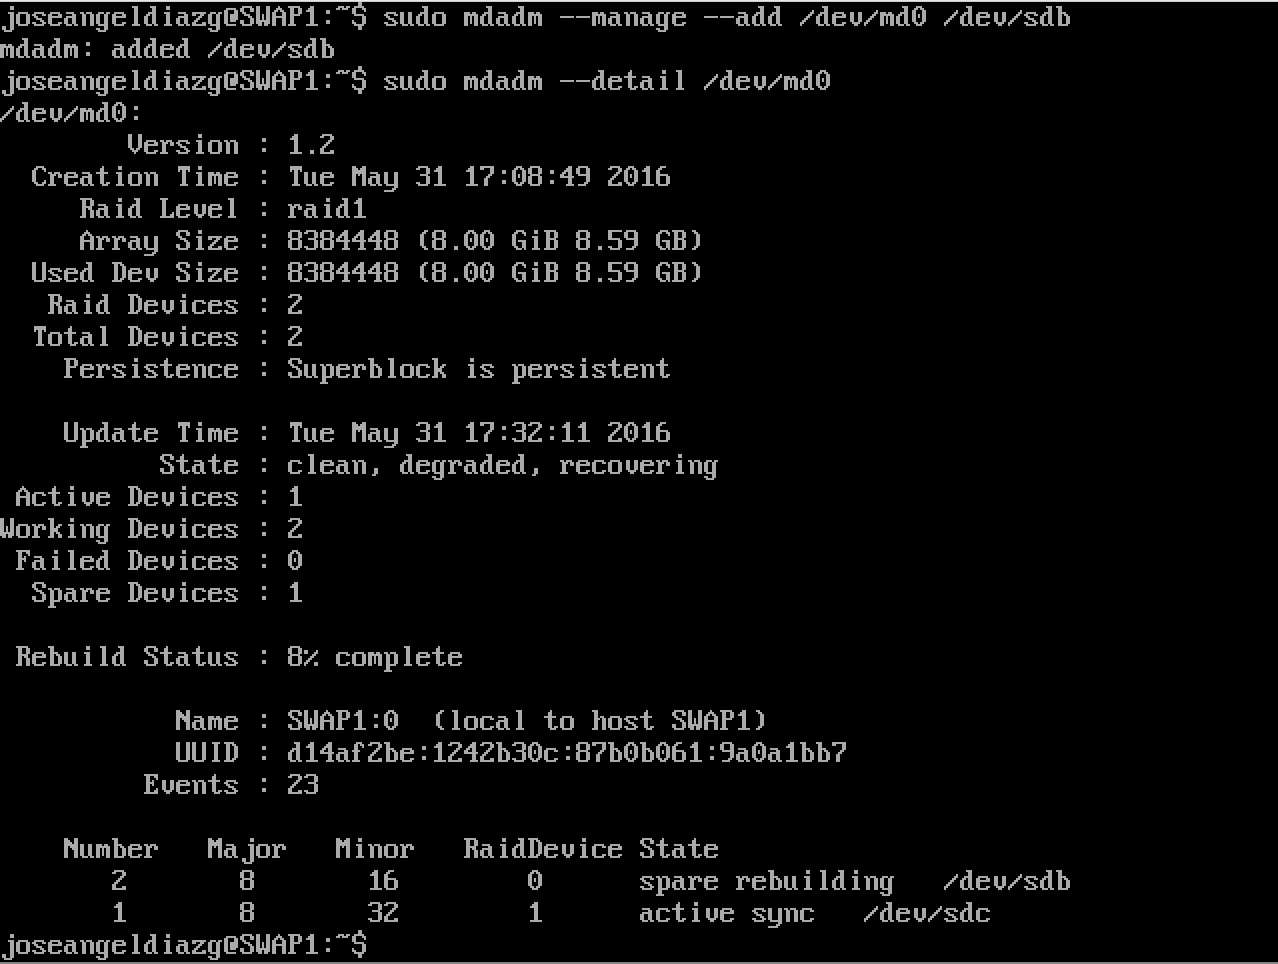 joseangeldiazg@SWAP1:~$ sudo mdadm --manage --add /dev/md0 /dev/sdb
mdadm: added /dev/sdb
joseangeldiazg@SWAP1:~$ sudo mdadm --detail /dev/md0
/dev/md0:
        Version : 1.2
  Creation Time : Tue May 31 17:08:49 2016
     Raid Level : raid1
     Array Size : 8384448 (8.00 GiB 8.59 GB)
  Used Dev Size : 8384448 (8.00 GiB 8.59 GB)
   Raid Devices : 2
  Total Devices : 2
    Persistence : Superblock is persistent

    Update Time : Tue May 31 17:32:11 2016
          State : clean, degraded, recovering
 Active Devices : 1
Working Devices : 2
 Failed Devices : 0
  Spare Devices : 1

 Rebuild Status : 8% complete

           Name : SWAP1:0  (local to host SWAP1)
           UUID : d14af2be:1242b30c:87b0b061:9a0a1bb7
         Events : 23

    Number   Major   Minor   RaidDevice State
       2       8       16        0      spare rebuilding   /dev/sdb
       1       8       32        1      active sync   /dev/sdc
joseangeldiazg@SWAP1:~$